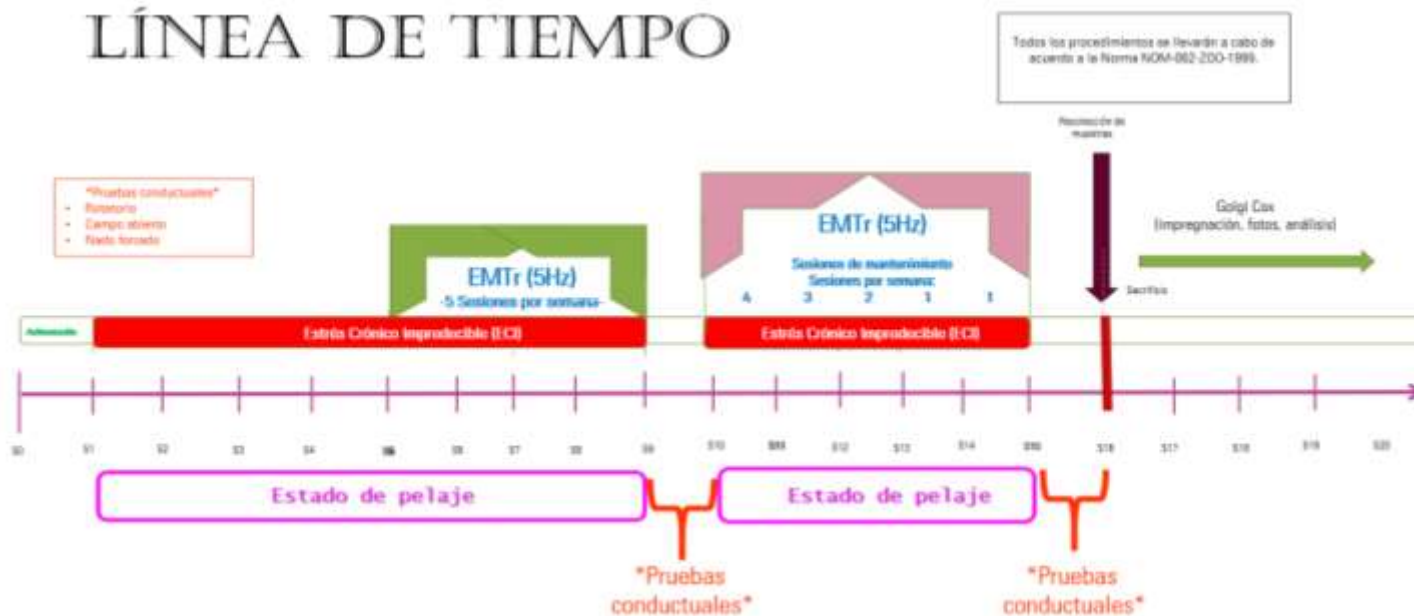 LÍNEA DE TIEMPO
Todos los procedimientos se llevarán a cabo de
acuerdo a la Norma NOM-062-ZOO-1999.
Recolección de
muestras
*Pruebas conductuales*
• Rotatorio
• Campo abierto
• Nado forzado
EMTr (5Hz)
-5 Sesiones por semana-
EMTr (5Hz)
Sesiones de mantenimiento
Sesiones por semana:
4 3 2 1 1
Golgi Cox
(impregnación, fotos, análisis)
Sacrificio
Estrés Crónico Impredecible (ECI)
Estrés Crónico Impredecible (ECI)
S0 S1 S2 S3 S4 S6 S7 S8 S9 S10 S12 S13 S14 S16 S17 S18 S19 S20
Estado de pelaje
Estado de pelaje
*Pruebas
conductuales*
*Pruebas
conductuales*